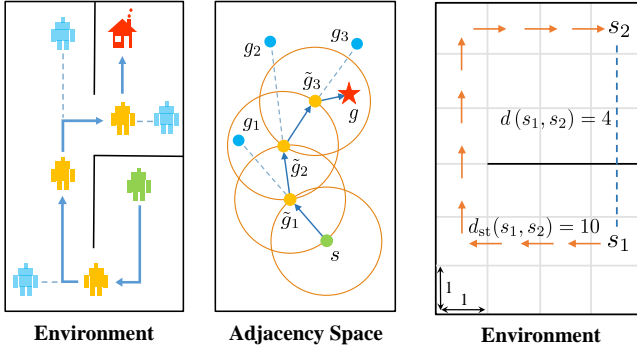 g₂
g₃
g̃₃
g
g₁
g̃₂
g̃₁
s
s₂
d (s₁, s₂) = 4
dₛₜ(s₁, s₂) = 10
s₁
1
1
Environment
Adjacency Space
Environment